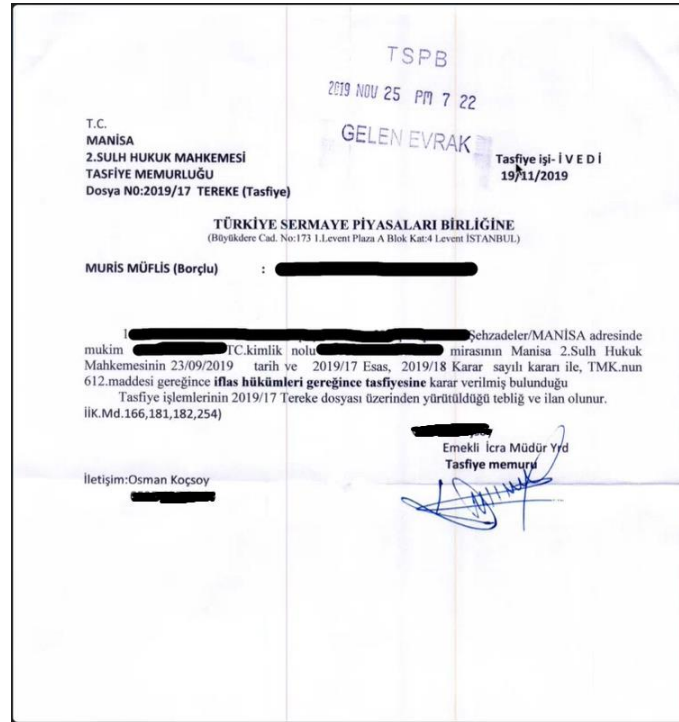 TSPB
2019 NOV 25 PM 7 22
GELEN EVRAK
T.C.
MANİSA
2.SULH HUKUK MAHKEMESİ
TASFİYE MEMURLUĞU
Dosya N0:2019/17 TEREKE (Tasfiye)
Tasfiye işi- İ V E D İ
19/11/2019
TÜRKİYE SERMAYE PİYASALARI BİRLİĞİNE
(Büyükdere Cad. No:173 1.Levent Plaza A Blok Kat:4 Levent İSTANBUL)
MURİS MÜFLİS (Borçlu) :
Şehzadeler/MANİSA adresinde
mukim TC.kimlik nolu mirasının Manisa 2.Sulh Hukuk
Mahkemesinin 23/09/2019 tarih ve 2019/17 Esas, 2019/18 Karar sayılı kararı ile, TMK.nun
612.maddesi gereğince iflas hükümleri gereğince tasfiyesine karar verilmiş bulunduğu
Tasfiye işlemlerinin 2019/17 Tereke dosyası üzerinden yürütüldüğü tebliğ ve ilan olunur.
İİK.Md.166,181,182,254)
Emekli İcra Müdür Yrd
Tasfiye memuru
İletişim:Osman Koçsoy